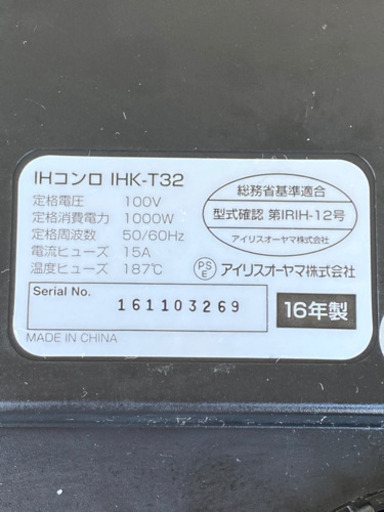 IHコンロ IHK-T32
定格電圧 100V
定格消費電力 1000W
定格周波数 50/60Hz
電流ヒューズ 15A
温度ヒューズ 187℃
総務省基準適合
型式確認 第IRIH-12号
アイリスオーヤマ株式会社
PS
E
アイリスオーヤマ株式会社
Serial No.
161103269
16年製
MADE IN CHINA